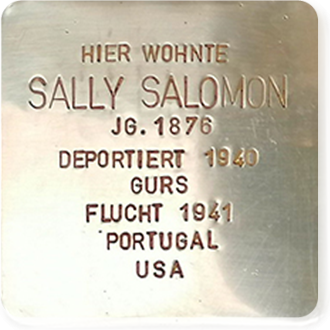 HIER WOHNTE
SALLY SALOMON
JG. 1876
DEPORTIERT 1940
GURS
FLUCHT 1941
PORTUGAL
USA